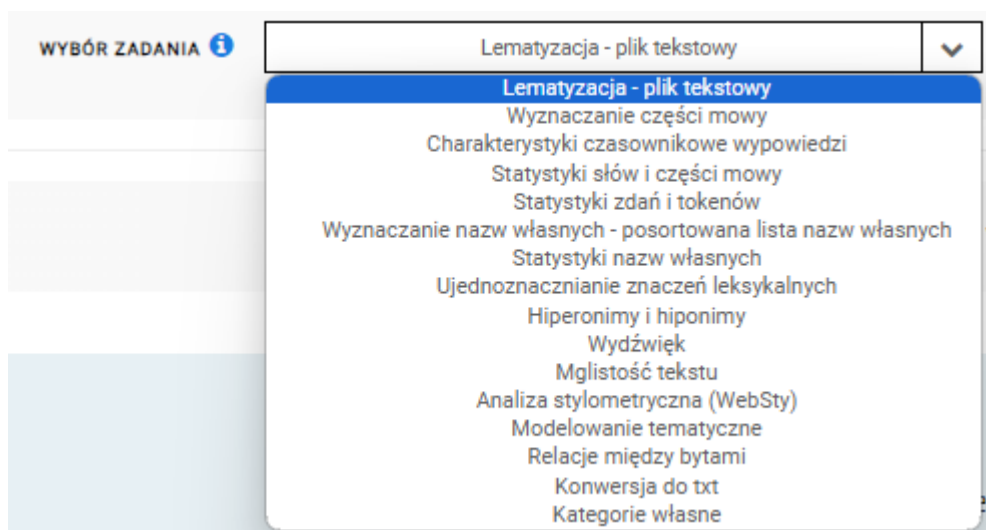 WYBÓR ZADANIA i Lematyzacja - plik tekstowy
Lematyzacja - plik tekstowy
Wyznaczanie części mowy
Charakterystyki czasownikowe wypowiedzi
Statystyki słów i części mowy
Statystyki zdań i tokenów
Wyznaczanie nazw własnych - posortowana lista nazw własnych
Statystyki nazw własnych
Ujednoznacznianie znaczeń leksykalnych
Hiperonimy i hiponimy
Wydźwięk
Mglistość tekstu
Analiza stylometryczna (WebSty)
Modelowanie tematyczne
Relacje między bytami
Konwersja do txt
Kategorie własne